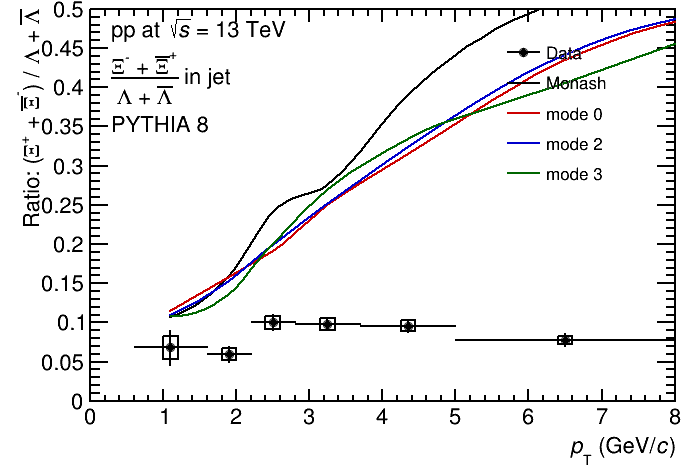 pp at √s = 13 TeV
Ξ⁻ + Ξ̅⁺
Λ + Λ̅
in jet
PYTHIA 8
Data
Monash
mode 0
mode 2
mode 3
Ratio: (Ξ⁺ + Ξ̅⁻) / Λ + Λ̅
0.5
0.45
0.4
0.35
0.3
0.25
0.2
0.15
0.1
0.05
0
0 1 2 3 4 5 6 7 8
p_T (GeV/c)